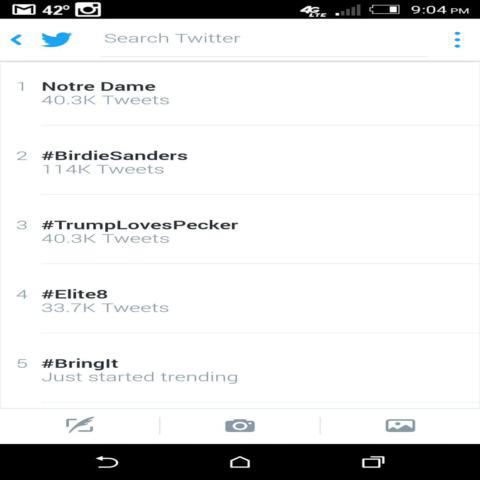 42°
4G LTE
9:04 PM
Search Twitter
1 Notre Dame
40.3K Tweets
2 #BirdieSanders
114K Tweets
3 #TrumpLovesPecker
40.3K Tweets
4 #Elite8
33.7K Tweets
5 #BringIt
Just started trending